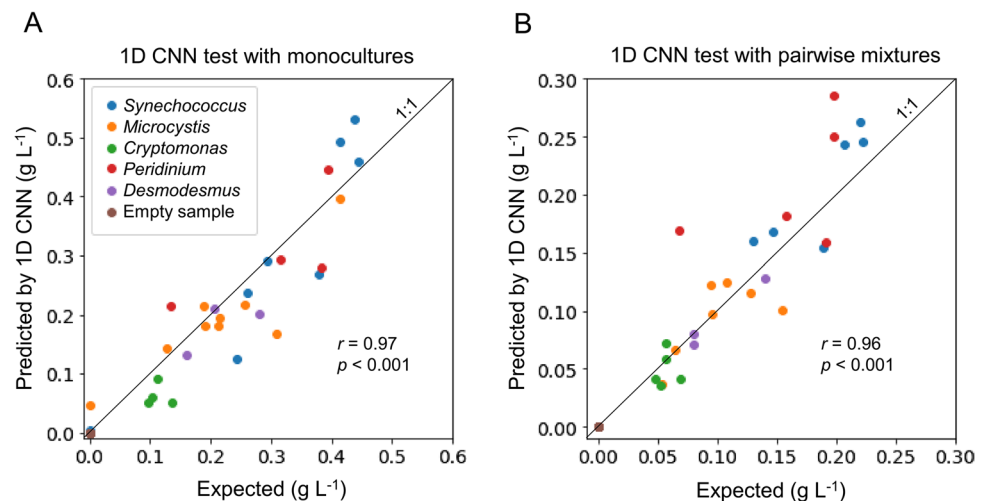 A
1D CNN test with monocultures
Predicted by 1D CNN (g L⁻¹)
0.6
0.5
0.4
0.3
0.2
0.1
0.0
Synechococcus
Microcystis
Cryptomonas
Peridinium
Desmodesmus
Empty sample
1:1
r = 0.97
p < 0.001
0.0 0.1 0.2 0.3 0.4 0.5 0.6
Expected (g L⁻¹)
B
1D CNN test with pairwise mixtures
Predicted by 1D CNN (g L⁻¹)
0.30
0.25
0.20
0.15
0.10
0.05
0.00
1:1
r = 0.96
p < 0.001
0.00 0.05 0.10 0.15 0.20 0.25 0.30
Expected (g L⁻¹)